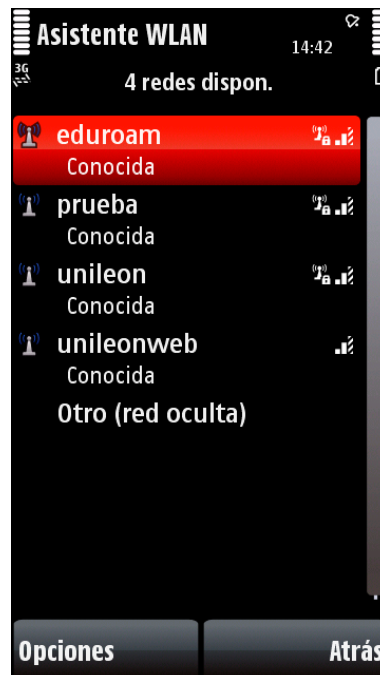 Asistente WLAN
14:42
3G
4 redes dispon.
eduroam
Conocida
prueba
Conocida
unileon
Conocida
unileonweb
Conocida
Otro (red oculta)
Opciones Atrás